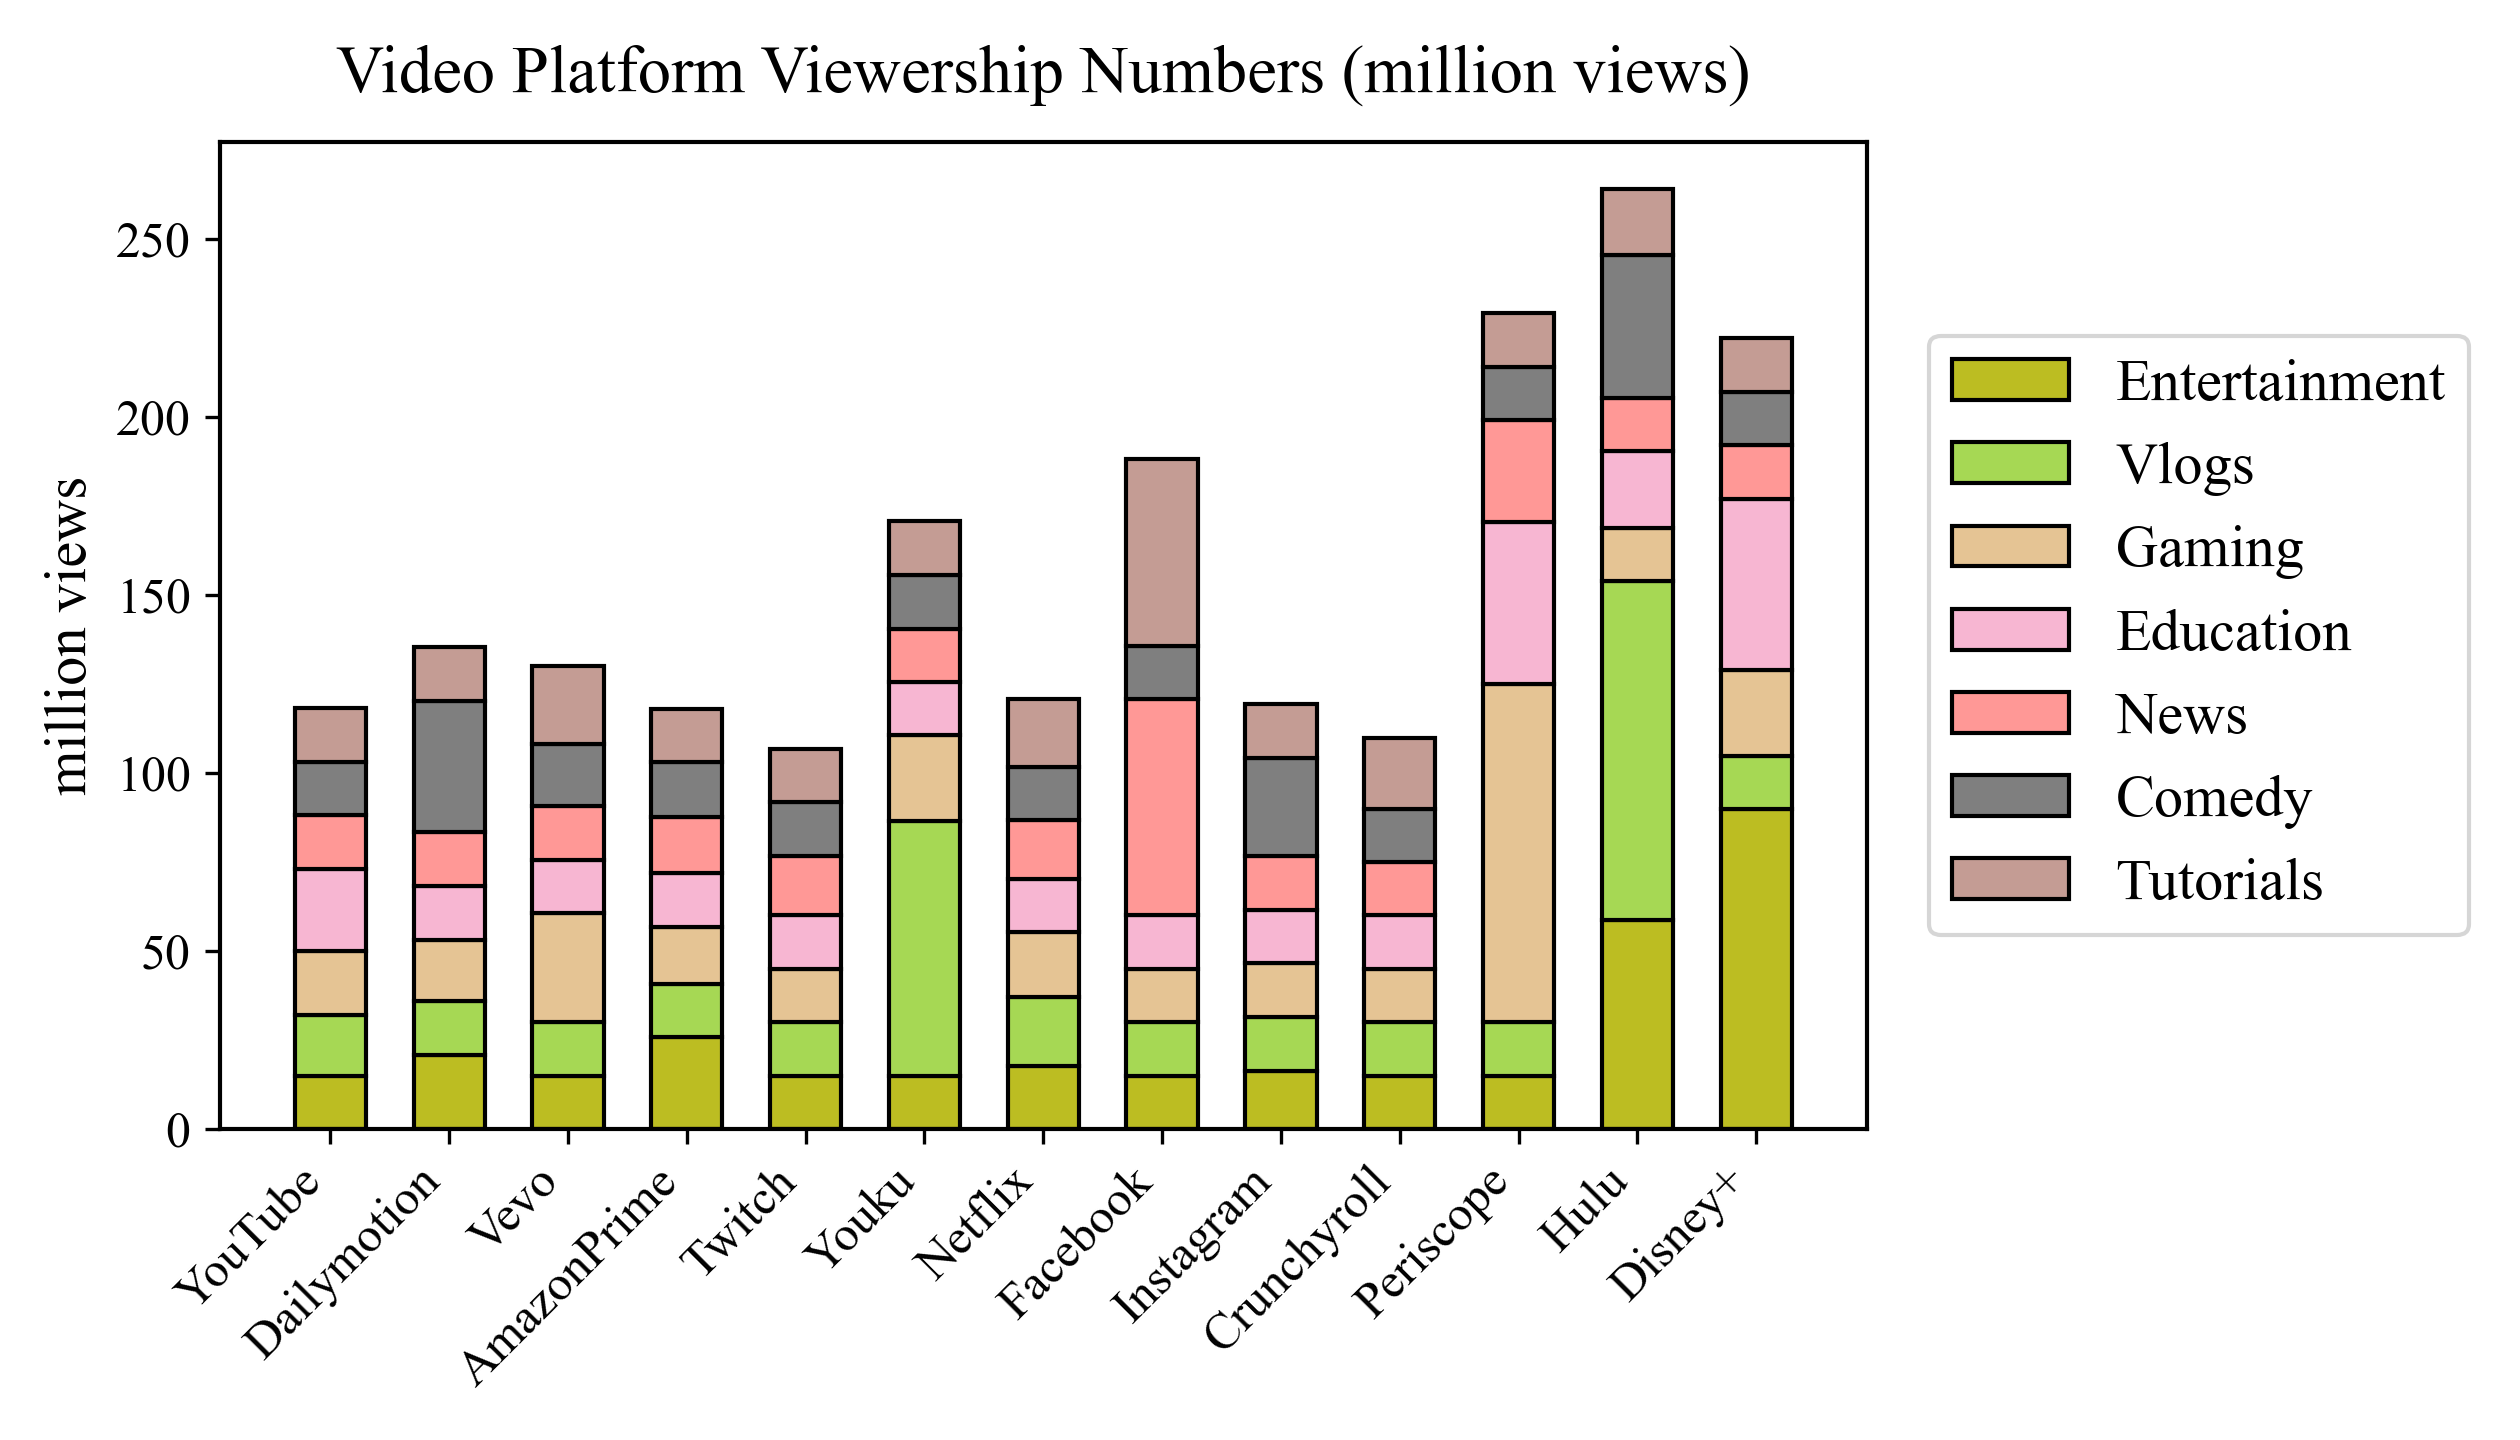 Video Platform Viewership Numbers (million views)
million views
250
200
150
100
50
0
YouTube
Dailymotion
Vevo
AmazonPrime
Twitch
Youku
Netflix
Facebook
Instagram
Crunchyroll
Periscope
Hulu
Disney+
Entertainment
Vlogs
Gaming
Education
News
Comedy
Tutorials